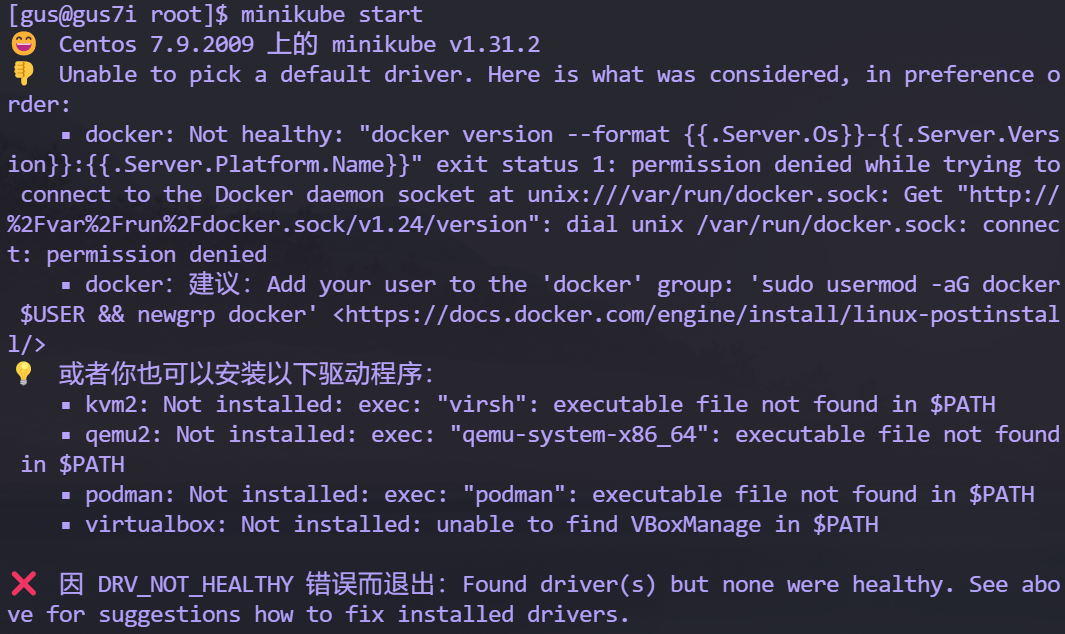 [gus@gus7i root]$ minikube start
😄  Centos 7.9.2009 上的 minikube v1.31.2
👎  Unable to pick a default driver. Here is what was considered, in preference o
rder:
    ▪ docker: Not healthy: "docker version --format {{.Server.Os}}-{{.Server.Vers
ion}}:{{.Server.Platform.Name}}" exit status 1: permission denied while trying to
 connect to the Docker daemon socket at unix:///var/run/docker.sock: Get "http://
%2Fvar%2Frun%2Fdocker.sock/v1.24/version": dial unix /var/run/docker.sock: connec
t: permission denied
    ▪ docker: 建议：Add your user to the 'docker' group: 'sudo usermod -aG docker
 $USER && newgrp docker' <https://docs.docker.com/engine/install/linux-postinstal
l/>
💡  或者你也可以安装以下驱动程序：
    ▪ kvm2: Not installed: exec: "virsh": executable file not found in $PATH
    ▪ qemu2: Not installed: exec: "qemu-system-x86_64": executable file not found
 in $PATH
    ▪ podman: Not installed: exec: "podman": executable file not found in $PATH
    ▪ virtualbox: Not installed: unable to find VBoxManage in $PATH
❌  因 DRV_NOT_HEALTHY 错误而退出：Found driver(s) but none were healthy. See abo
ve for suggestions how to fix installed drivers.